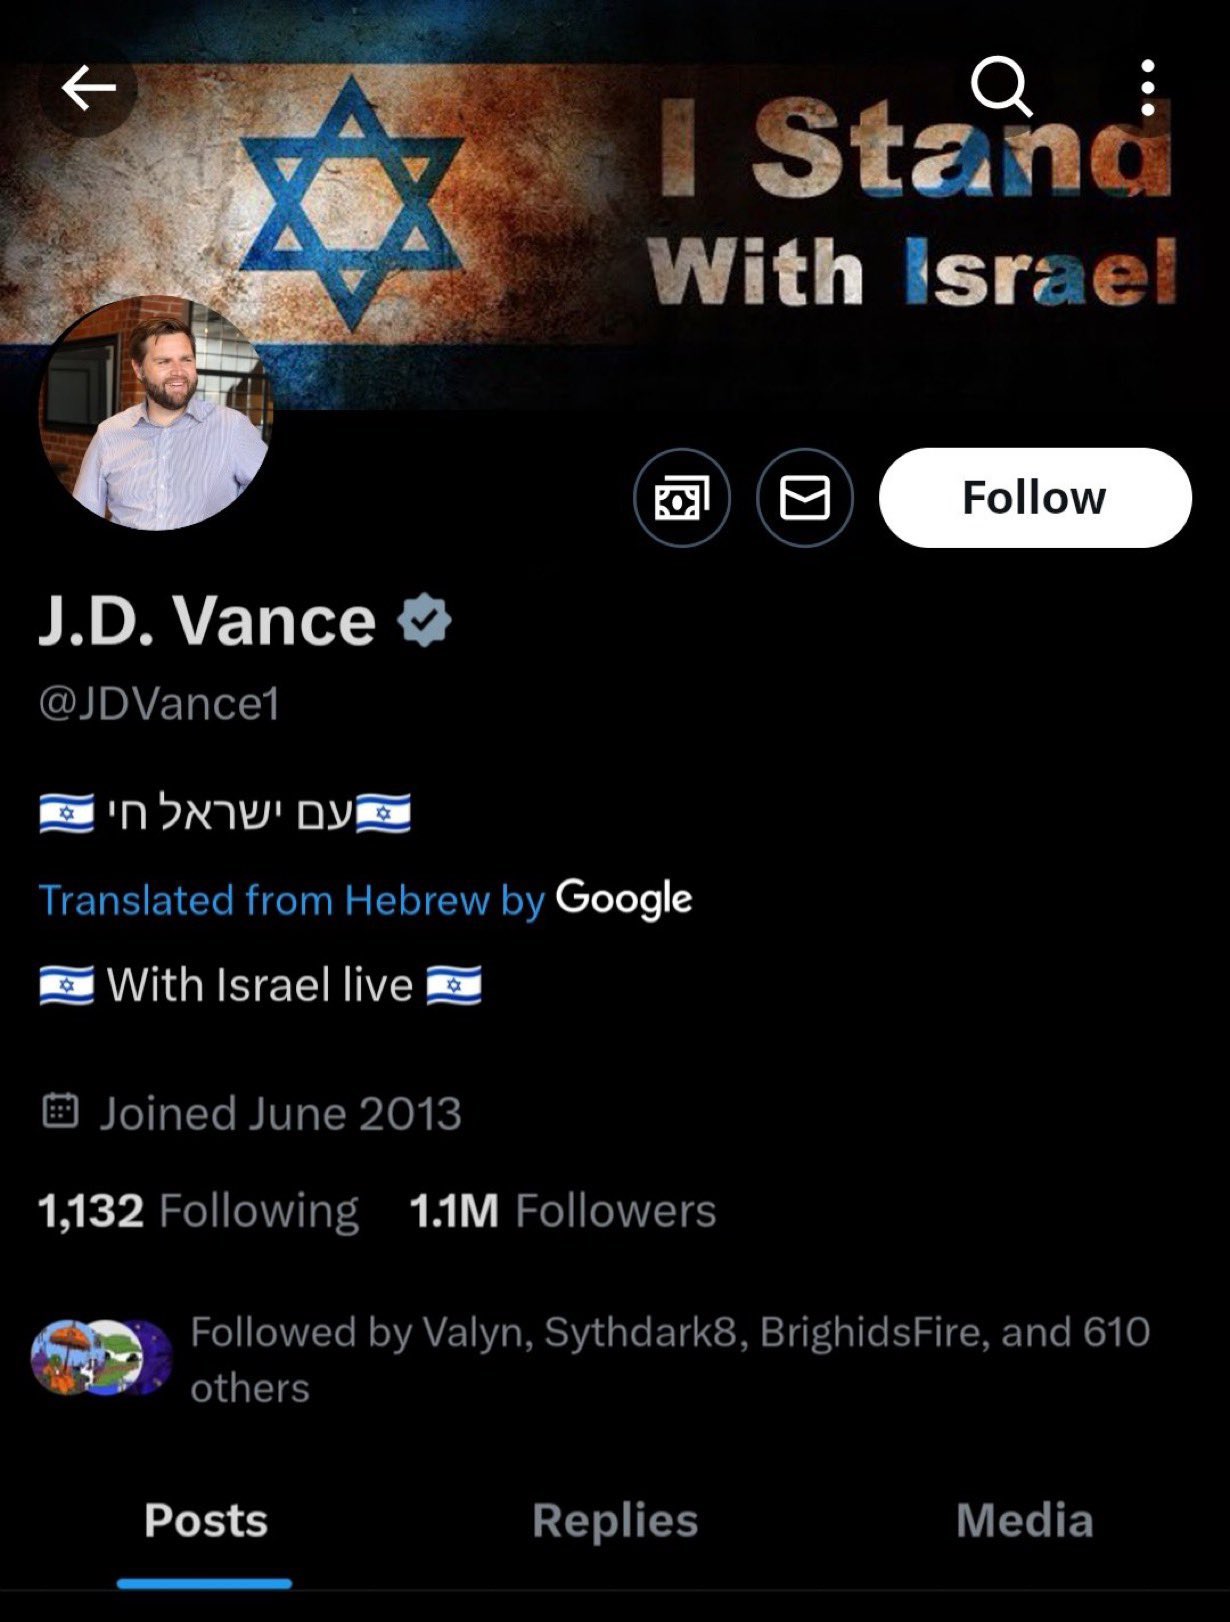 I Stand
With Israel
Follow
J.D. Vance
@JDVance1
🇮🇱עם ישראל חי 🇮🇱
Translated from Hebrew by Google
🇮🇱 With Israel live 🇮🇱
Joined June 2013
1,132 Following 1.1M Followers
Followed by Valyn, Sythdark8, BrighidsFire, and 610
others
Posts Replies Media